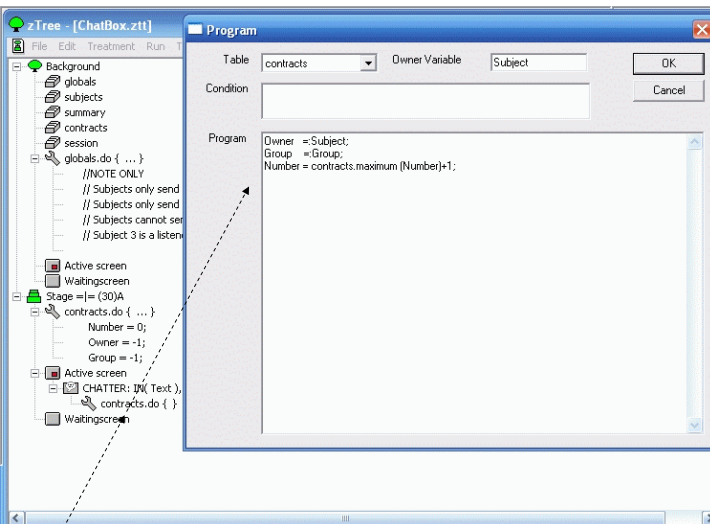 zTree - [ChatBox.ztt]
File Edit Treatment Run T
Background
globals
subjects
summary
contracts
session
globals.do { ... }
//NOTE ONLY
// Subjects only send
// Subjects only send
// Subjects cannot ser
// Subject 3 is a listene
Active screen
Waitingscreen
Stage =|= (30)A
contracts.do { ... }
Number = 0;
Owner = -1;
Group = -1;
Active screen
CHATTER: IN( Text ),
contracts.do { }
Waitingscreen
Program
Table contracts Owner Variable Subject OK
Condition Cancel
Program
Owner =:Subject;
Group =:Group;
Number = contracts.maximum (Number)+1;